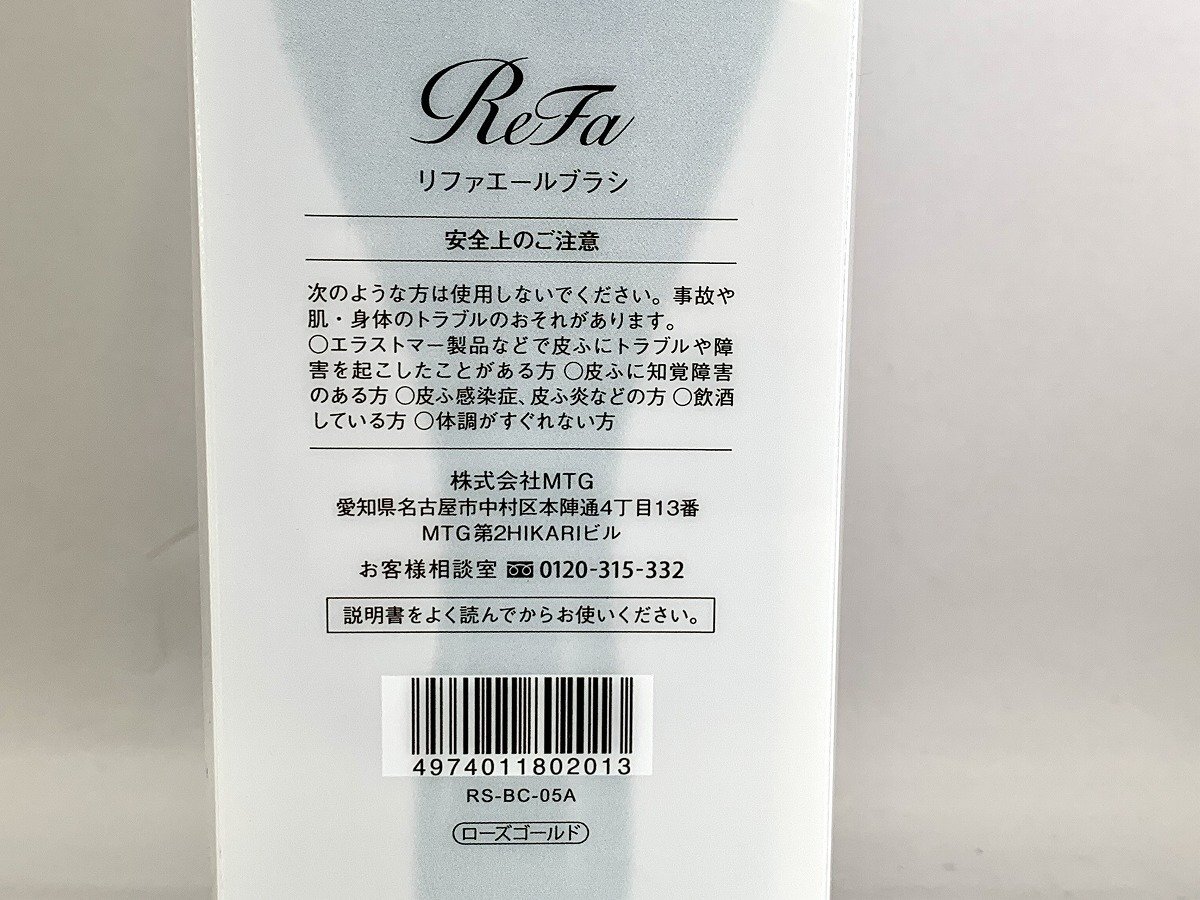 ReFa
リファエールブラシ
安全上のご注意
次のような方は使用しないでください。事故や
肌・身体のトラブルのおそれがあります。
○エラストマー製品などで皮ふにトラブルや障
害を起こしたことがある方 ○皮ふに知覚障害
のある方 ○皮ふ感染症、皮ふ炎などの方 ○飲酒
している方 ○体調がすぐれない方
株式会社MTG
愛知県名古屋市中村区本陣通4丁目13番
MTG第2HIKARIビル
お客様相談室 0120-315-332
説明書をよく読んでからお使いください。
4974011802013
RS-BC-05A
ローズゴールド